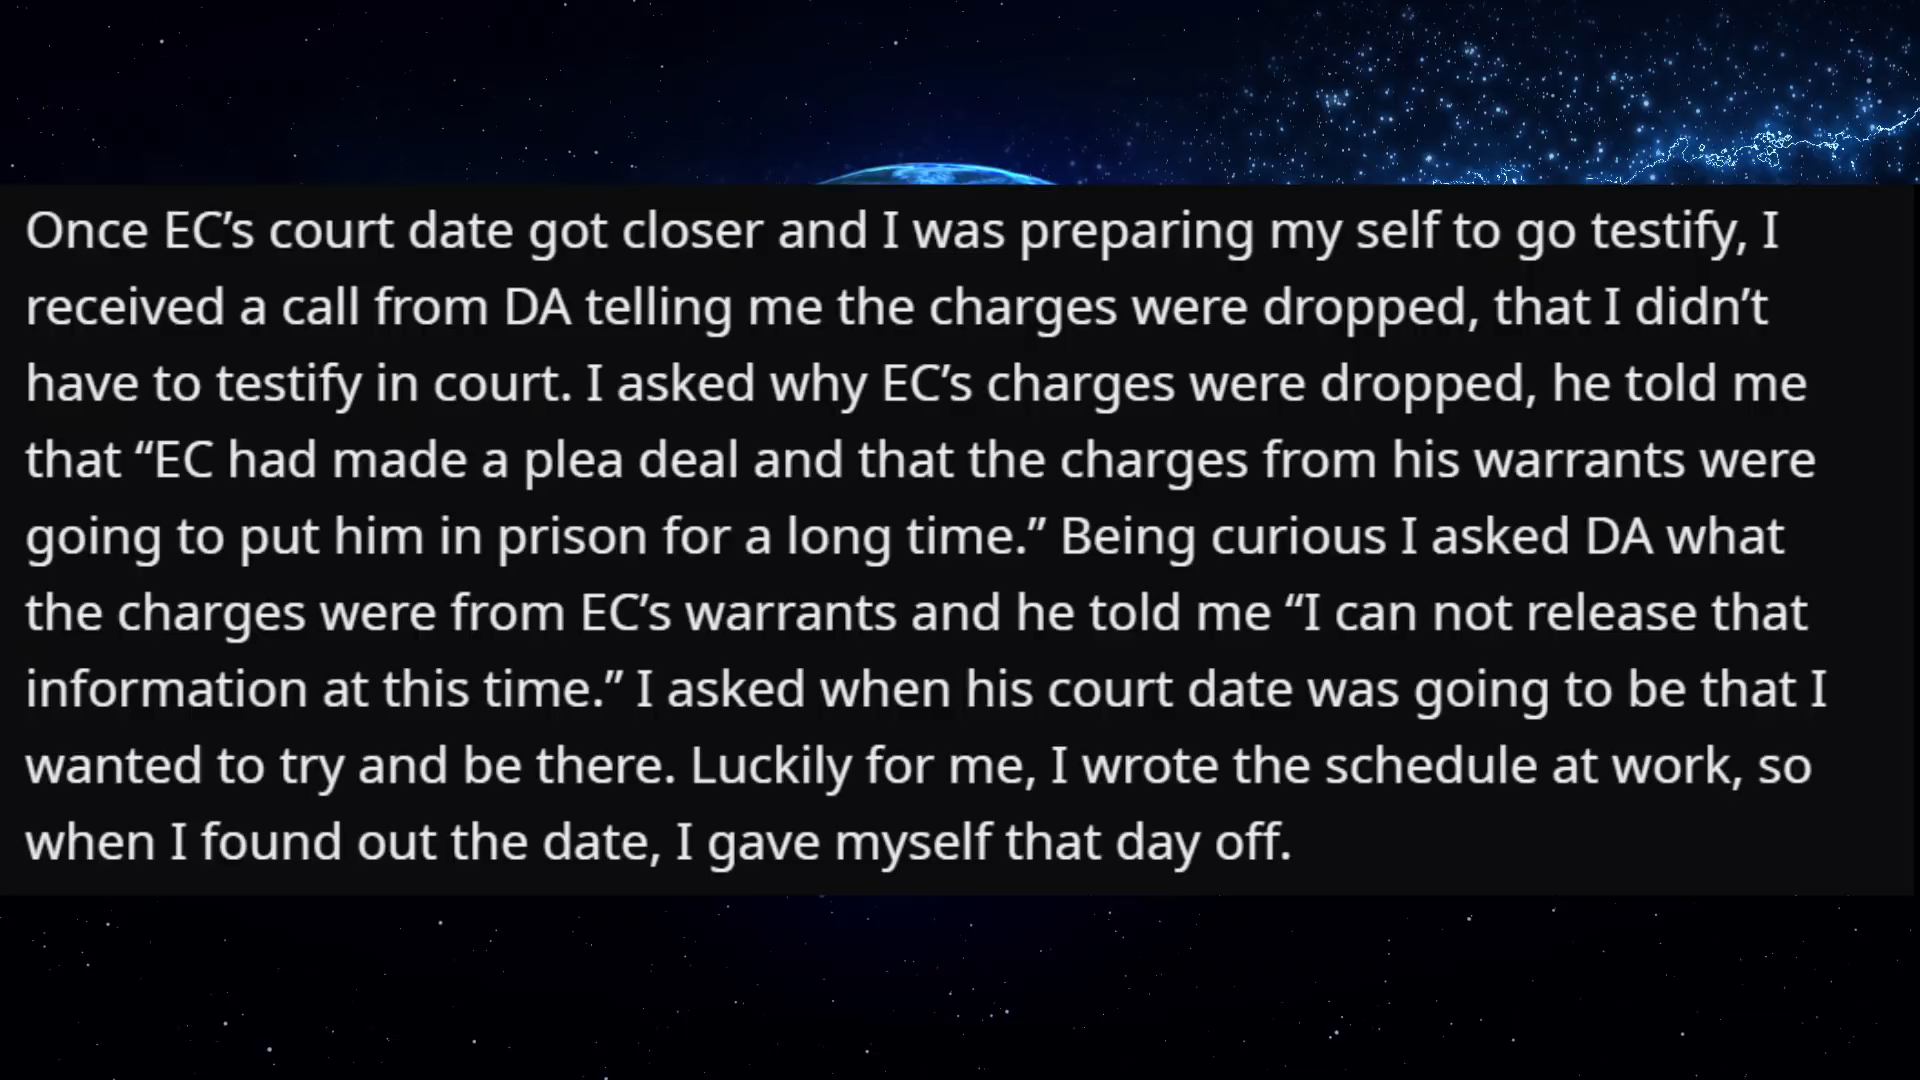 Once EC’s court date got closer and I was preparing my self to go testify, I
received a call from DA telling me the charges were dropped, that I didn’t
have to testify in court. I asked why EC’s charges were dropped, he told me
that “EC had made a plea deal and that the charges from his warrants were
going to put him in prison for a long time.” Being curious I asked DA what
the charges were from EC’s warrants and he told me “I can not release that
information at this time.” I asked when his court date was going to be that I
wanted to try and be there. Luckily for me, I wrote the schedule at work, so
when I found out the date, I gave myself that day off.